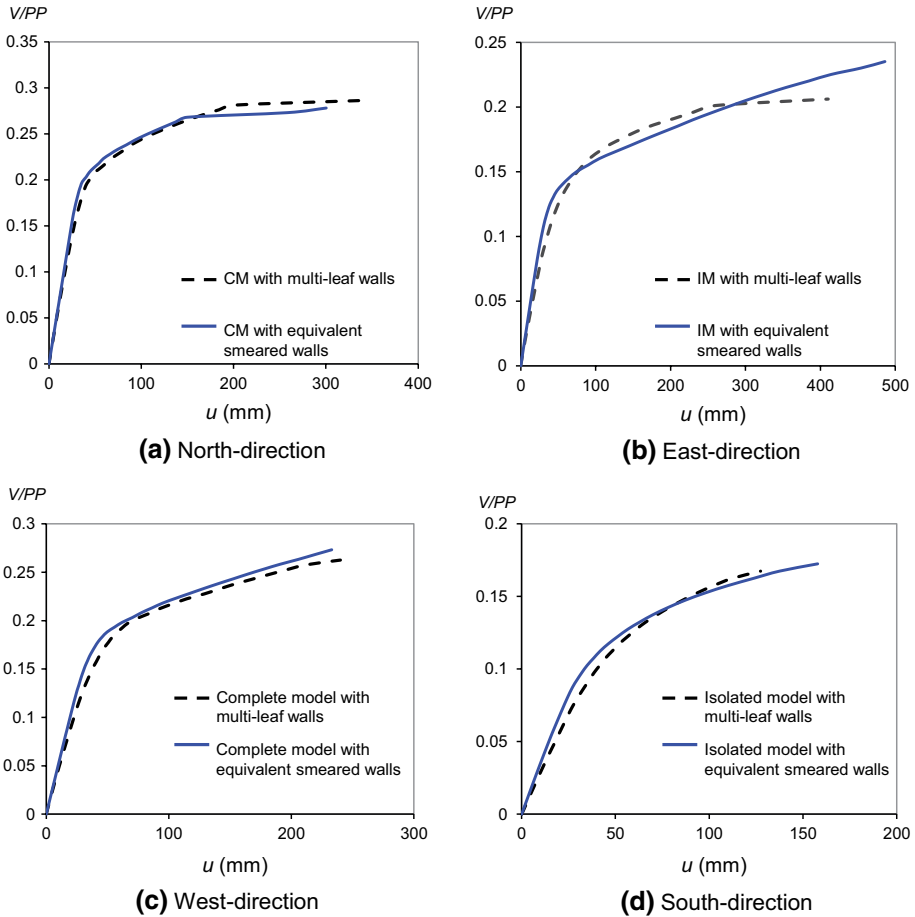 V/PP
0.35
0.3
0.25
0.2
0.15
0.1
0.05
0
0 100 200 300 400
CM with multi-leaf walls
CM with equivalent
smeared walls
u (mm)
(a) North-direction
V/PP
0.25
0.2
0.15
0.1
0.05
0
0 100 200 300 400 500
IM with multi-leaf walls
IM with equivalent
smeared walls
u (mm)
(b) East-direction
V/PP
0.3
0.25
0.2
0.15
0.1
0.05
0
0 100 200 300
Complete model with
multi-leaf walls
Complete model with
equivalent smeared walls
u (mm)
(c) West-direction
V/PP
0.2
0.15
0.1
0.05
0
0 50 100 150 200
Isolated model with
multi-leaf walls
Isolated model with
equivalent smeared walls
u (mm)
(d) South-direction